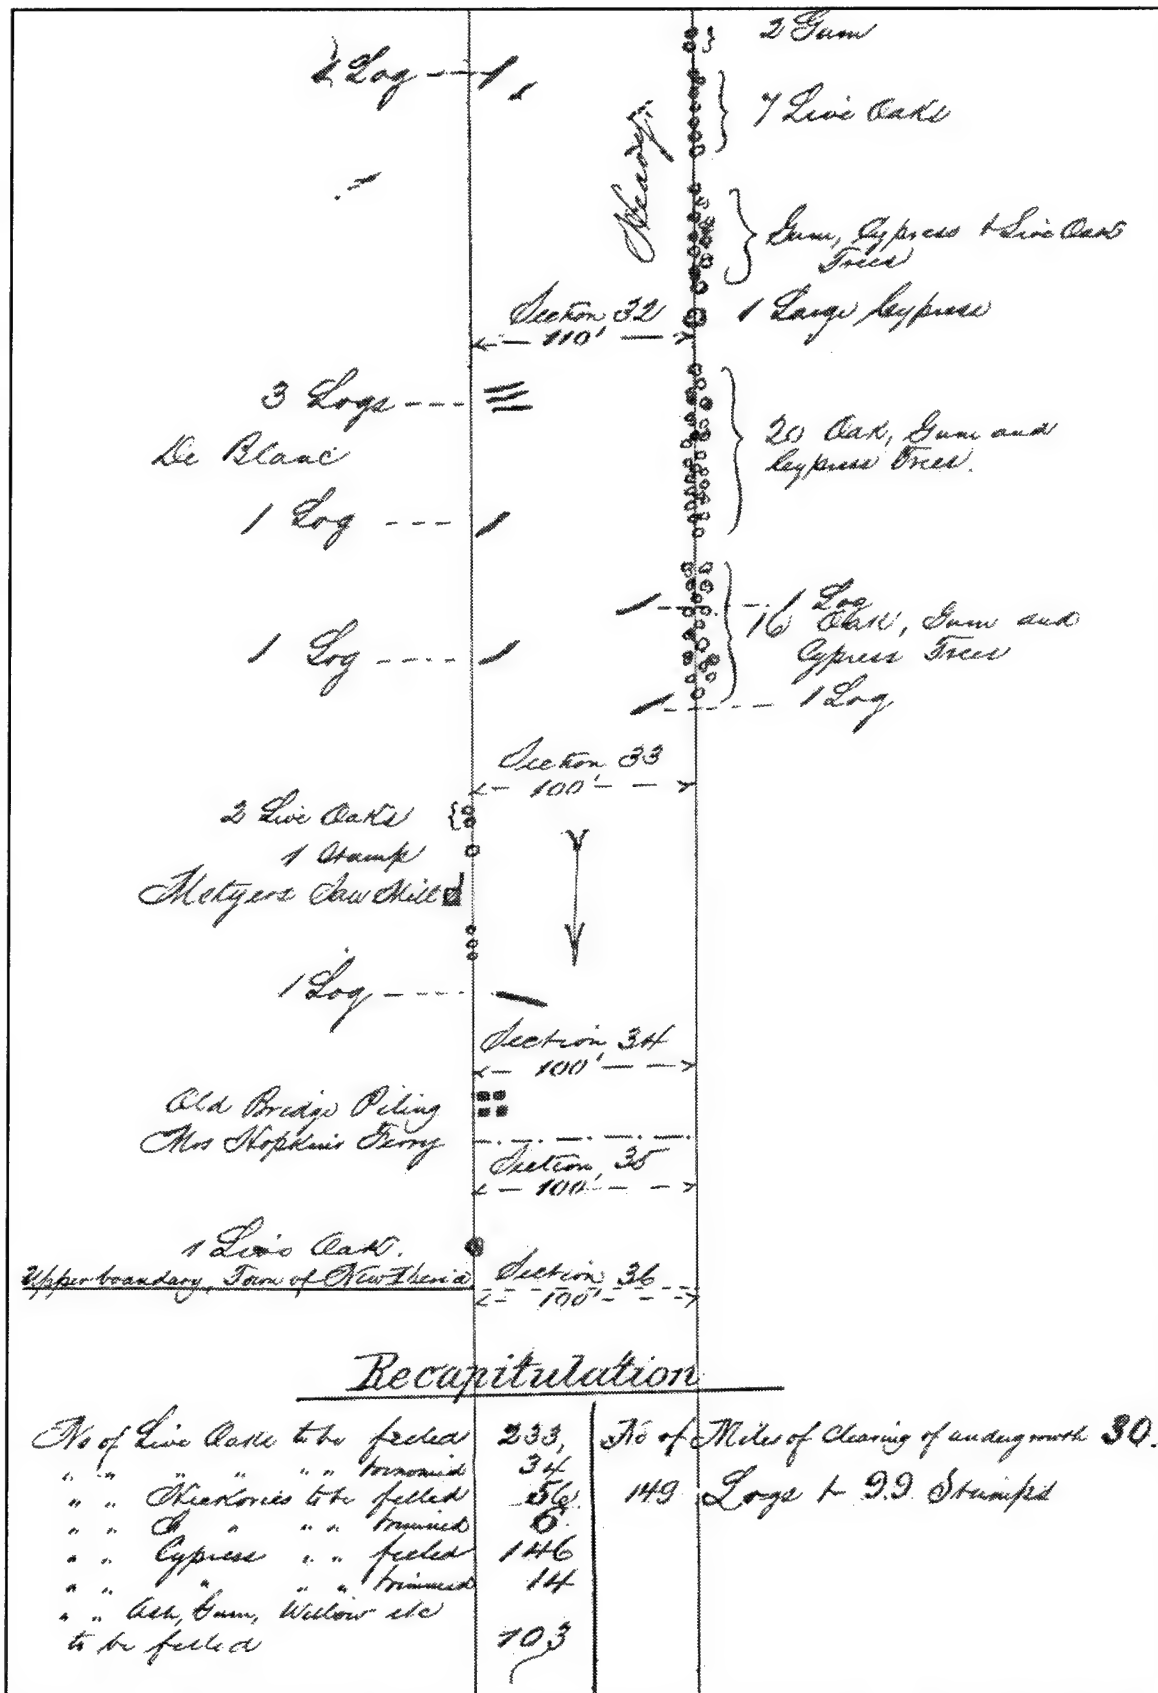 2 Gum
1 Log
7 Live Oaks
Heavy
Gum, Cypress & Live Oak
Trees
Section 32
110'
1 Large Cypress
3 Logs
De Blanc
20 Oak, Gum and
Cypress Trees.
1 Log
1 Log
16 Oak, Gum and
Cypress Trees
1 Log
1 Log
Section 33
100'
2 Live Oaks
1 Stump
Metzers Saw Mill
1 Log
Section 34
100'
Old Bridge Piling
Mrs Hopkins Ferry
Section 35
100'
1 Live Oak.
Upper boundary, Town of New Iberia
Section 36
100'
Recapitulation
No of Live Oaks to be felled 233,
" " " " " " trimmed 34
" " Hickories to be felled 56
" " " " " trimmed 6
" " Cypress " " felled 146
" " " " " trimmed 14
" " Ash, Gum, Willow etc
to be felled 103
No of Miles of Clearing of undergrowth 30.
149 Logs & 99 Stumps